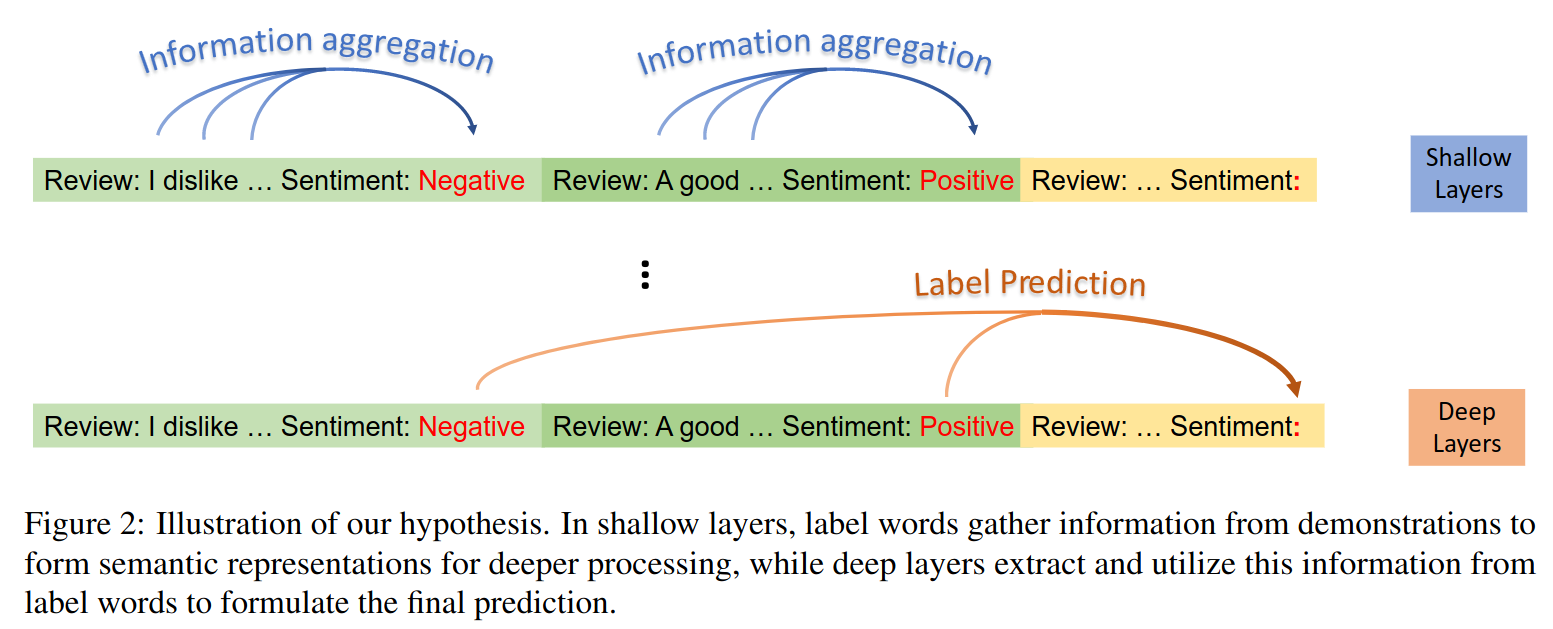 Information aggregation
Information aggregation
Review: I dislike … Sentiment: Negative Review: A good … Sentiment: Positive Review: … Sentiment:
Shallow
Layers
Label Prediction
Review: I dislike … Sentiment: Negative Review: A good … Sentiment: Positive Review: … Sentiment:
Deep
Layers
Figure 2: Illustration of our hypothesis. In shallow layers, label words gather information from demonstrations to
form semantic representations for deeper processing, while deep layers extract and utilize this information from
label words to formulate the final prediction.